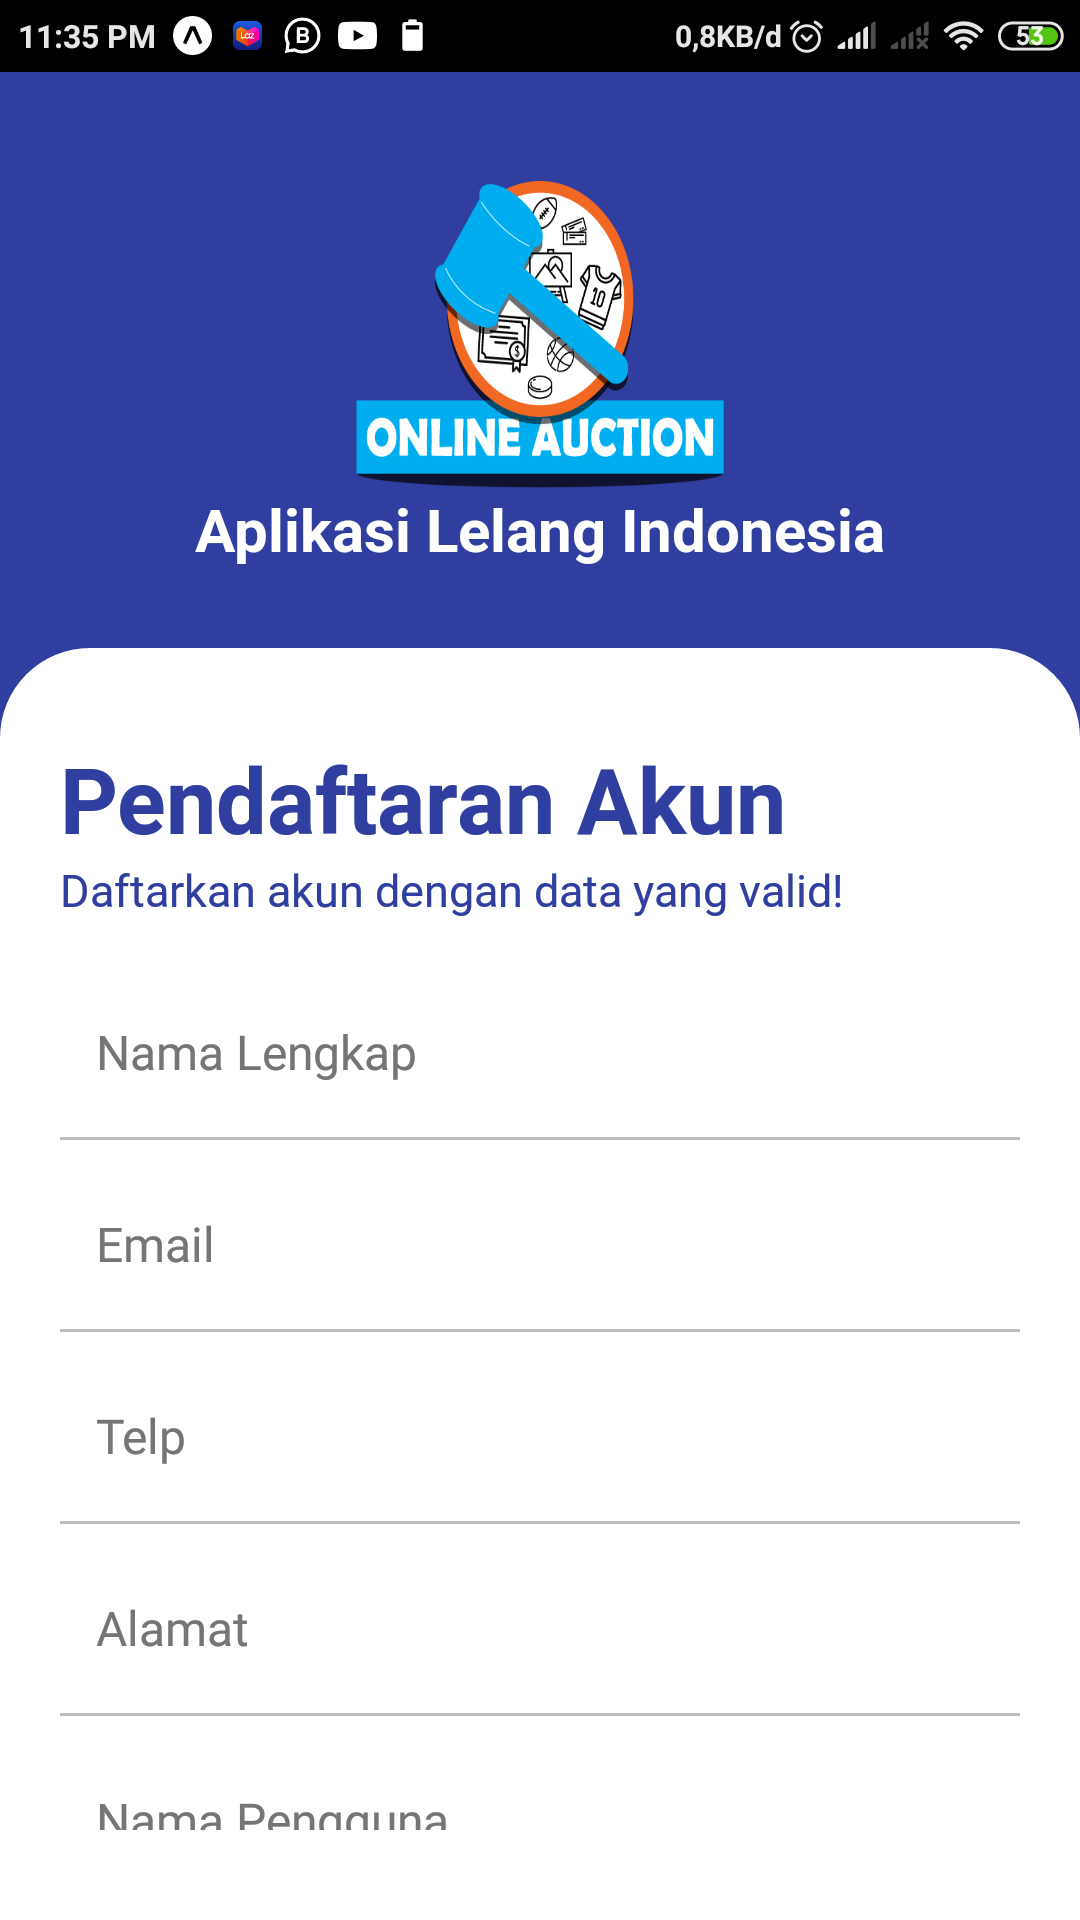 11:35 PM 0,8KB/d 53
ONLINE AUCTION
Aplikasi Lelang Indonesia
Pendaftaran Akun
Daftarkan akun dengan data yang valid!
Nama Lengkap
Email
Telp
Alamat
Nama Pengguna